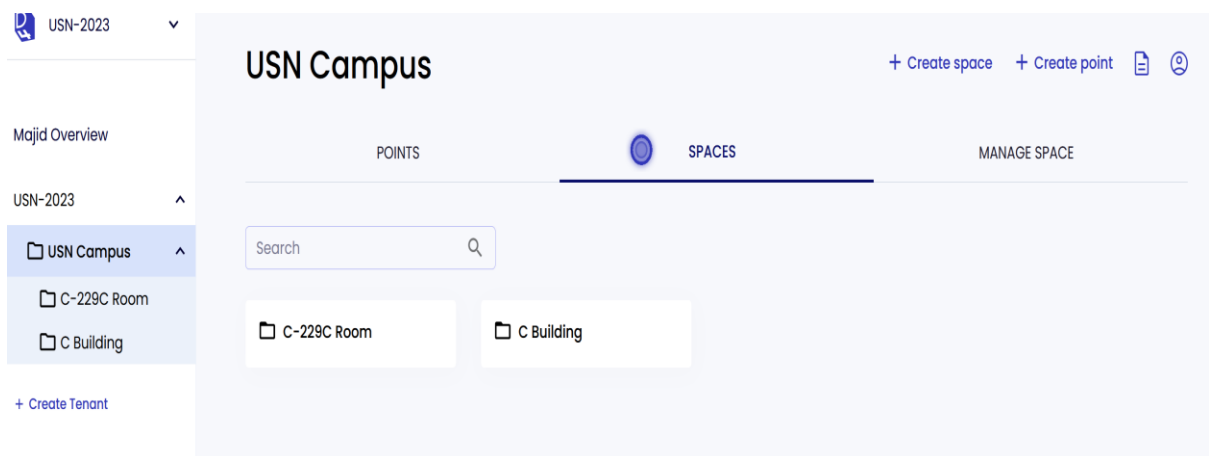 USN-2023
Majid Overview
USN-2023
USN Campus
C-229C Room
C Building
+ Create Tenant
USN Campus
+ Create space
+ Create point
POINTS
SPACES
MANAGE SPACE
Search
C-229C Room
C Building